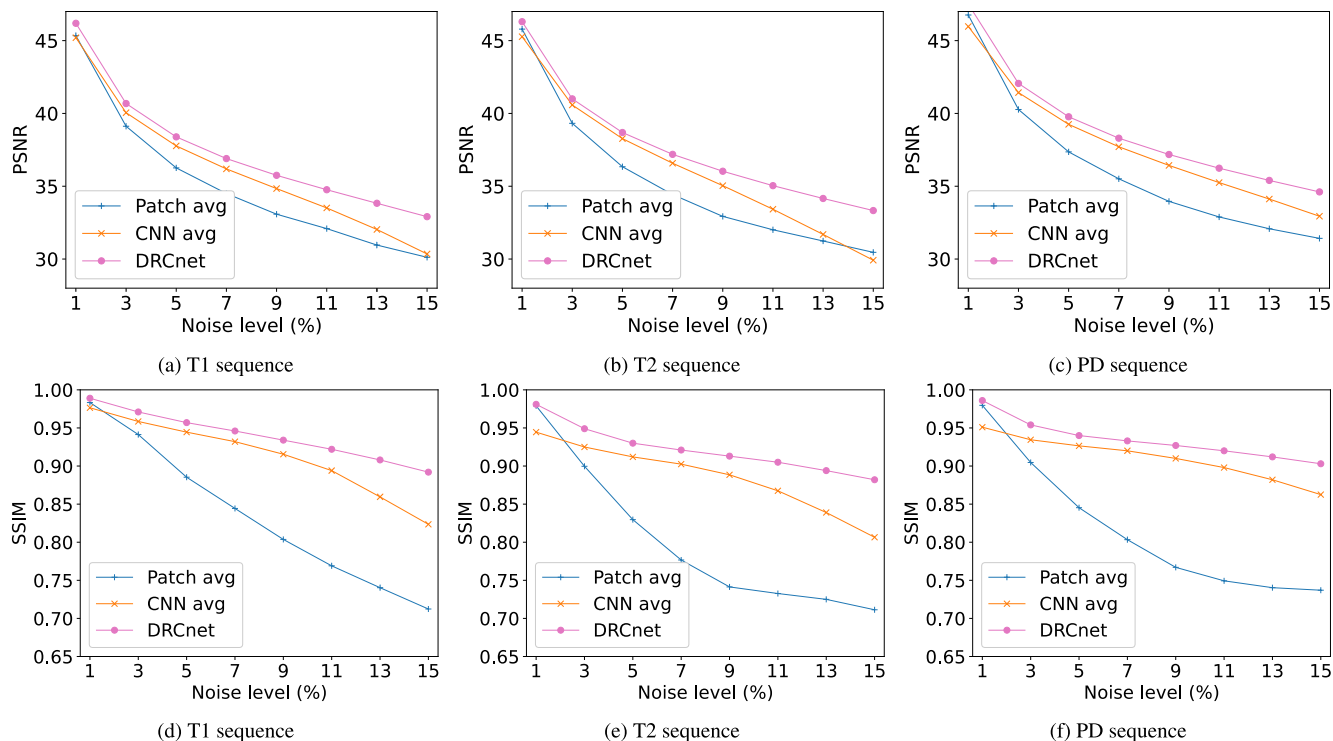 45
40
35
30
PSNR
Patch avg
CNN avg
DRCnet
1 3 5 7 9 11 13 15
Noise level (%)
(a) T1 sequence
45
40
35
30
PSNR
Patch avg
CNN avg
DRCnet
1 3 5 7 9 11 13 15
Noise level (%)
(b) T2 sequence
45
40
35
30
PSNR
Patch avg
CNN avg
DRCnet
1 3 5 7 9 11 13 15
Noise level (%)
(c) PD sequence
1.00
0.95
0.90
0.85
0.80
0.75
0.70
0.65
SSIM
Patch avg
CNN avg
DRCnet
1 3 5 7 9 11 13 15
Noise level (%)
(d) T1 sequence
1.00
0.95
0.90
0.85
0.80
0.75
0.70
0.65
SSIM
Patch avg
CNN avg
DRCnet
1 3 5 7 9 11 13 15
Noise level (%)
(e) T2 sequence
1.00
0.95
0.90
0.85
0.80
0.75
0.70
0.65
SSIM
Patch avg
CNN avg
DRCnet
1 3 5 7 9 11 13 15
Noise level (%)
(f) PD sequence